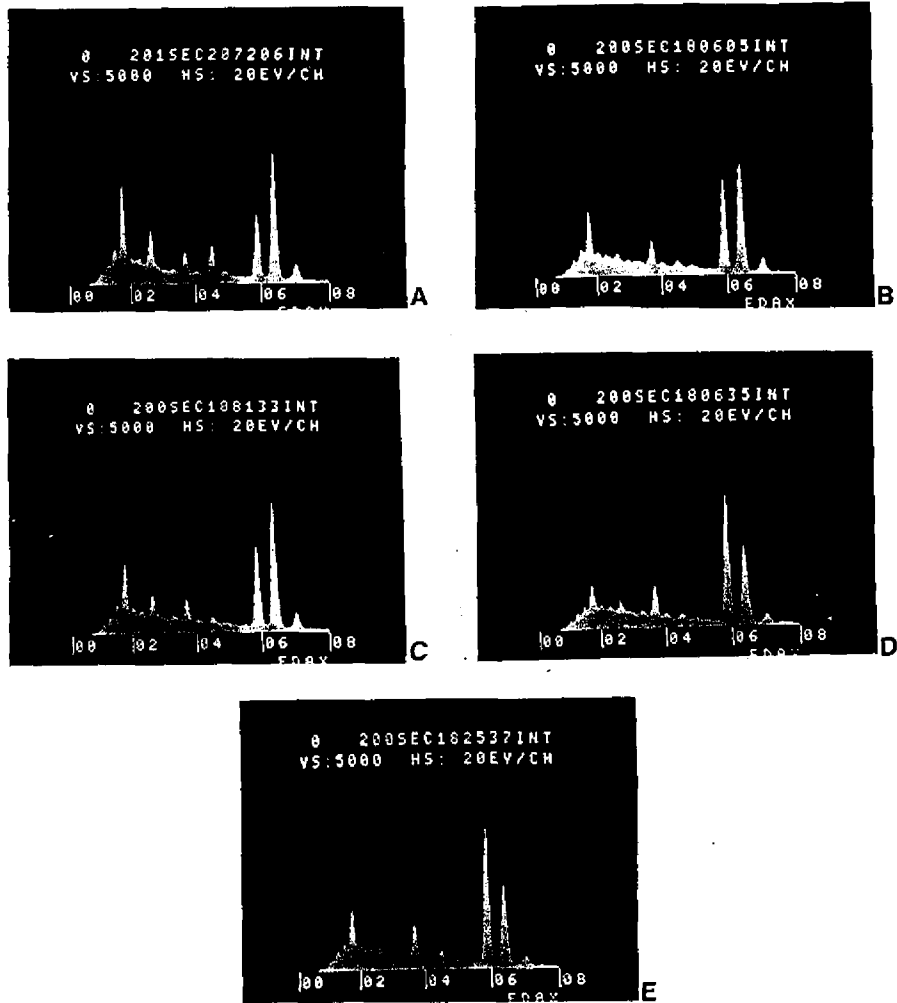 0 201SEC207206INT
VS:5000 HS: 20EV/CH
00 02 04 06 08
EDAX
A
0 200SEC180605INT
VS:5000 HS: 20EV/CH
00 02 04 06 08
EDAX
B
0 200SEC188133INT
VS:5000 HS: 20EV/CH
00 02 04 06 08
EDAX
C
0 200SEC180635INT
VS:5000 HS: 20EV/CH
00 02 04 06 08
EDAX
D
0 200SEC182537INT
VS:5000 HS: 20EV/CH
00 02 04 06 08
EDAX
E